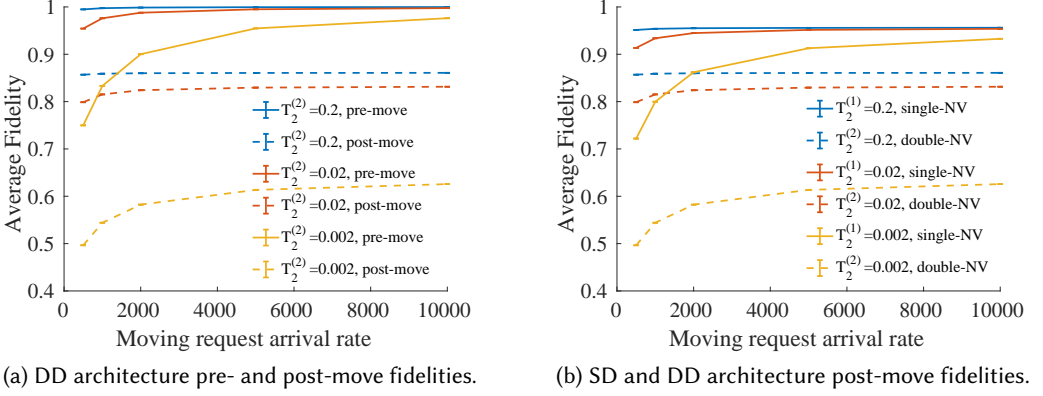 1
0.9
0.8
0.7
0.6
0.5
0.4
Average Fidelity
T2(2)=0.2, pre-move
T2(2)=0.2, post-move
T2(2)=0.02, pre-move
T2(2)=0.02, post-move
T2(2)=0.002, pre-move
T2(2)=0.002, post-move
0 2000 4000 6000 8000 10000
Moving request arrival rate
(a) DD architecture pre- and post-move fidelities.
1
0.9
0.8
0.7
0.6
0.5
0.4
Average Fidelity
T2(1)=0.2, single-NV
T2(2)=0.2, double-NV
T2(1)=0.02, single-NV
T2(2)=0.02, double-NV
T2(1)=0.002, single-NV
T2(2)=0.002, double-NV
0 2000 4000 6000 8000 10000
Moving request arrival rate
(b) SD and DD architecture post-move fidelities.